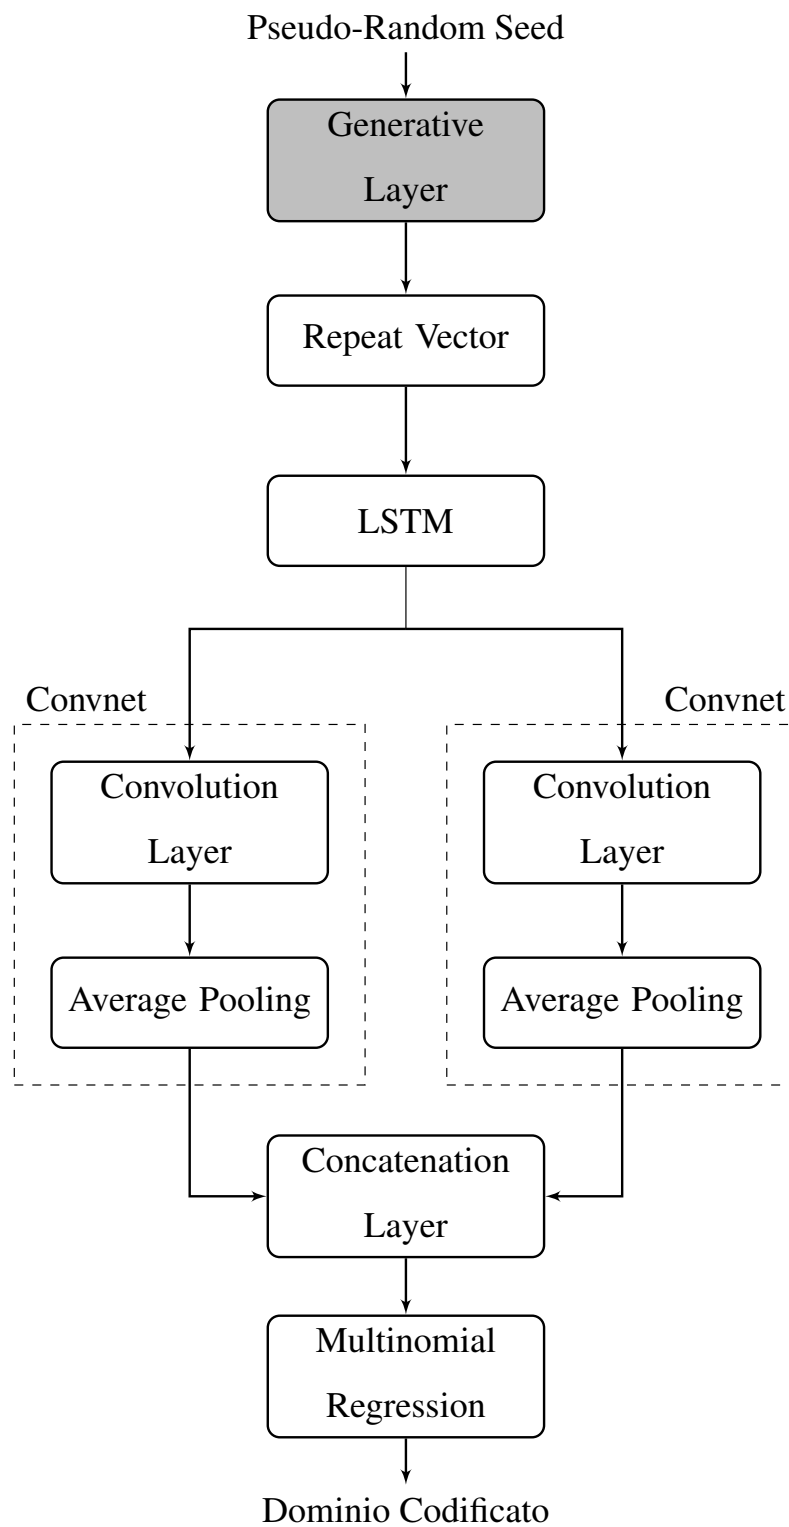 Pseudo-Random Seed
Generative
Layer
Repeat Vector
LSTM
Convnet
Convnet
Convolution
Layer
Convolution
Layer
Average Pooling
Average Pooling
Concatenation
Layer
Multinomial
Regression
Dominio Codificato